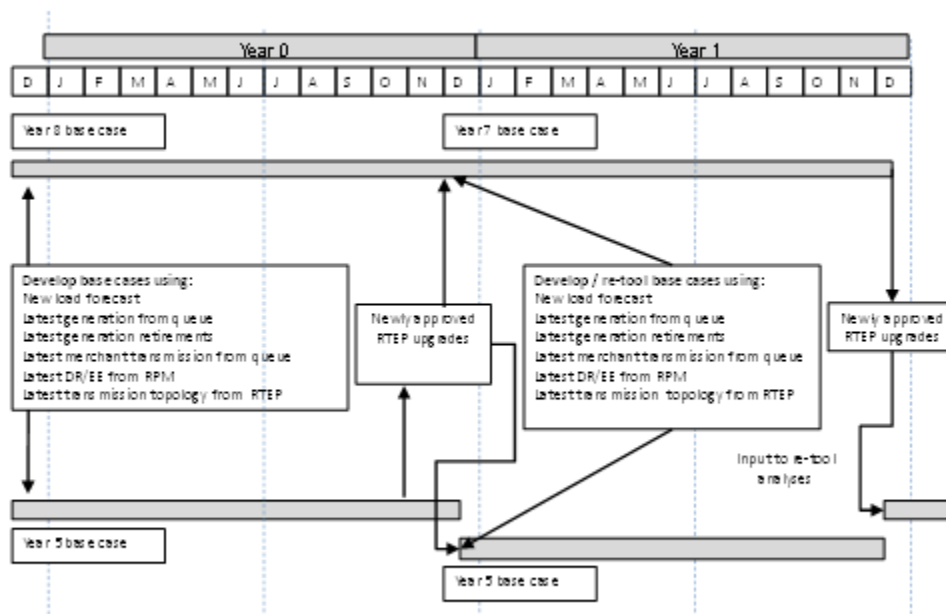 Year 0
Year 1
D J F M A M J J A S O N D J F M A M J J A S O N D
Year 8 base case
Year 7 base case
Develop base cases using:
New load forecast
Latest generation from queue
Latest generation retirements
Latest merchant transmission from queue
Latest DR/EE from RPM
Latest transmission topology from RTEP
Newly approved
RTEP upgrades
Develop / re-tool base cases using:
New load forecast
Latest generation from queue
Latest generation retirements
Latest merchant transmission from queue
Latest DR/EE from RPM
Latest transmission topology from RTEP
Newly approved
RTEP upgrades
Input to re-tool
analyses
Year 5 base case
Year 5 base case